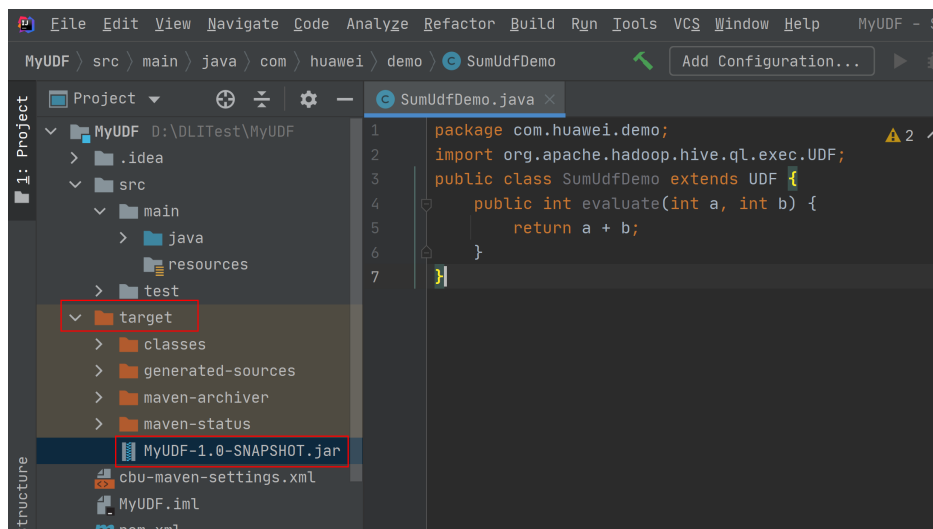 File Edit View Navigate Code Analyze Refactor Build Run Tools VCS Window Help MyUDF -
MyUDF src main java com huawei demo SumUdfDemo Add Configuration...
1: Project
Project
SumUdfDemo.java
MyUDF D:\DLITest\MyUDF
.idea
src
main
java
resources
test
target
classes
generated-sources
maven-archiver
maven-status
MyUDF-1.0-SNAPSHOT.jar
cbu-maven-settings.xml
MyUDF.iml
1 package com.huawei.demo;
2 import org.apache.hadoop.hive.ql.exec.UDF;
3 public class SumUdfDemo extends UDF {
4 public int evaluate(int a, int b) {
5 return a + b;
6 }
7 }
2